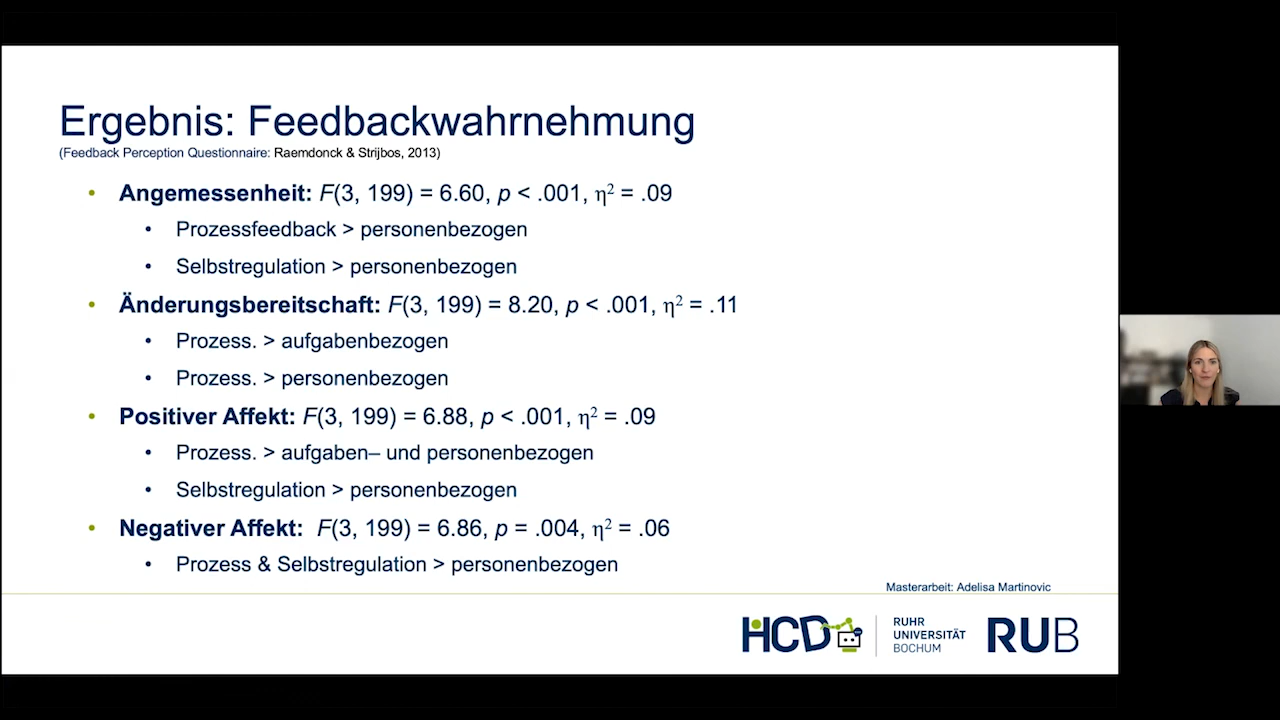 Ergebnis: Feedbackwahrnehmung
(Feedback Perception Questionnaire: Raemdonck & Strijbos, 2013)
• Angemessenheit: F(3, 199) = 6.60, p < .001, η² = .09
• Prozessfeedback > personenbezogen
• Selbstregulation > personenbezogen
• Änderungsbereitschaft: F(3, 199) = 8.20, p < .001, η² = .11
• Prozess. > aufgabenbezogen
• Prozess. > personenbezogen
• Positiver Affekt: F(3, 199) = 6.88, p < .001, η² = .09
• Prozess. > aufgaben– und personenbezogen
• Selbstregulation > personenbezogen
• Negativer Affekt: F(3, 199) = 6.86, p = .004, η² = .06
• Prozess & Selbstregulation > personenbezogen
Masterarbeit: Adelisa Martinovic
HCD
RUHR
UNIVERSITÄT
BOCHUM
RUB